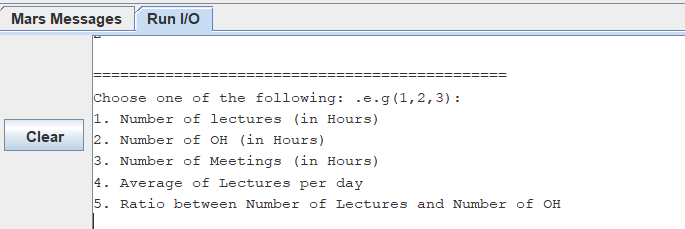 Mars Messages Run I/O
==============================================
Choose one of the following: .e.g(1,2,3):
1. Number of lectures (in Hours)
Clear
2. Number of OH (in Hours)
3. Number of Meetings (in Hours)
4. Average of Lectures per day
5. Ratio between Number of Lectures and Number of OH